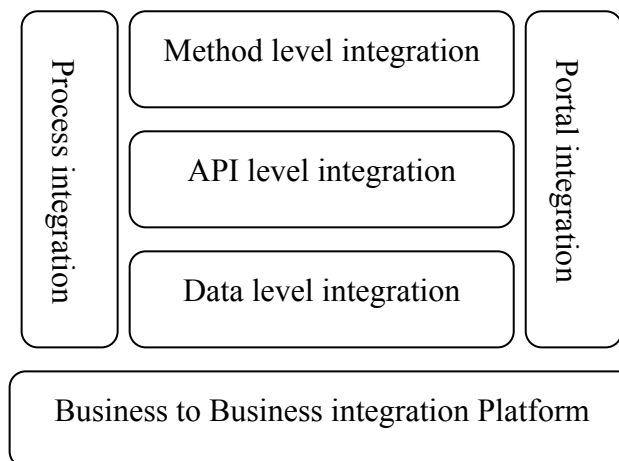 Process integration
Method level integration
API level integration
Data level integration
Portal integration
Business to Business integration Platform